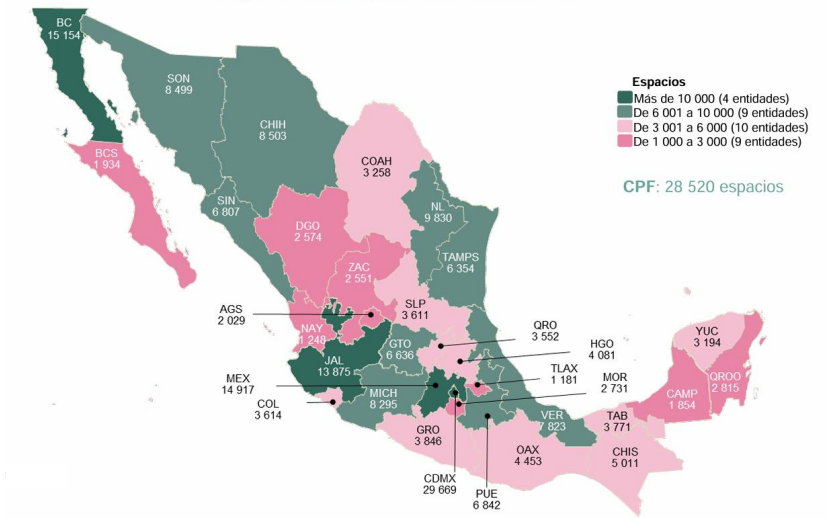 BC
15 154
SON
8 499
CHIH
8 503
COAH
3 258
BCS
1 934
SIN
6 807
DGO
2 574
NL
9 830
TAMPS
6 354
ZAC
2 551
SLP
3 611
AGS
2 029
NAY
1 248
JAL
13 875
GTO
6 636
QRO
3 552
HGO
4 081
TLAX
1 181
MOR
2 731
MEX
14 917
COL
3 614
MICH
8 295
GRO
3 846
CDMX
29 669
PUE
6 842
OAX
4 453
VER
7 823
TAB
3 771
CHIS
5 011
CAMP
1 854
YUC
3 194
QROO
2 815
Espacios
Más de 10 000 (4 entidades)
De 6 001 a 10 000 (9 entidades)
De 3 001 a 6 000 (10 entidades)
De 1 000 a 3 000 (9 entidades)
CPF: 28 520 espacios